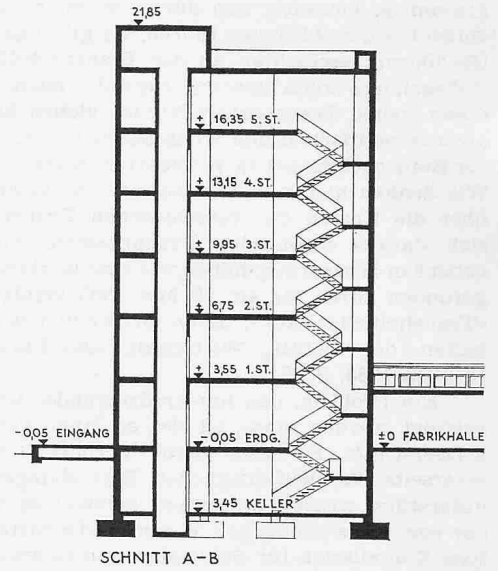 21,85
± 16,35 5. ST.
± 13,15 4. ST.
± 9,95 3. ST.
± 6,75 2. ST.
± 3,55 1. ST.
−0,05 EINGANG
−0,05 ERDG.
±0 FABRIKHALLE
−3,45 KELLER
SCHNITT A–B